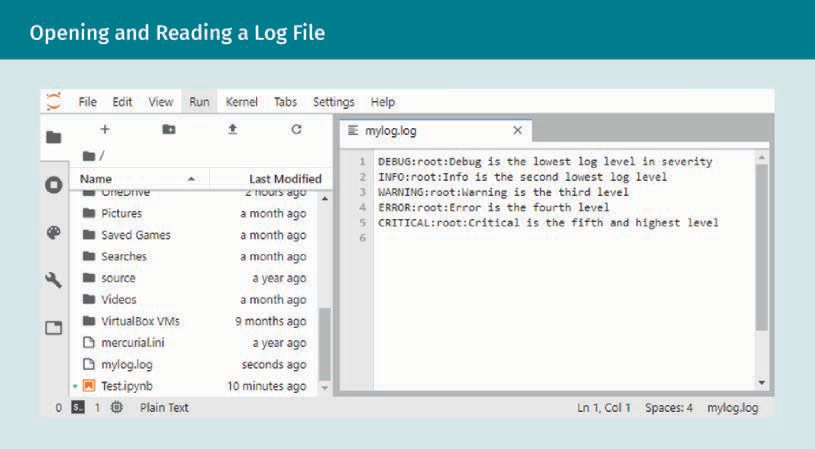 Opening and Reading a Log File
File Edit View Run Kernel Tabs Settings Help
mylog.log
/
Name Last Modified
OneDrive 2 hours ago
Pictures a month ago
Saved Games a month ago
Searches a month ago
source a year ago
Videos a month ago
VirtualBox VMs 9 months ago
mercurial.ini a year ago
mylog.log seconds ago
Test.ipynb 10 minutes ago
1 DEBUG:root:Debug is the lowest log level in severity
2 INFO:root:Info is the second lowest log level
3 WARNING:root:Warning is the third level
4 ERROR:root:Error is the fourth level
5 CRITICAL:root:Critical is the fifth and highest level
6
0 $_ 1 Plain Text Ln 1, Col 1 Spaces: 4 mylog.log